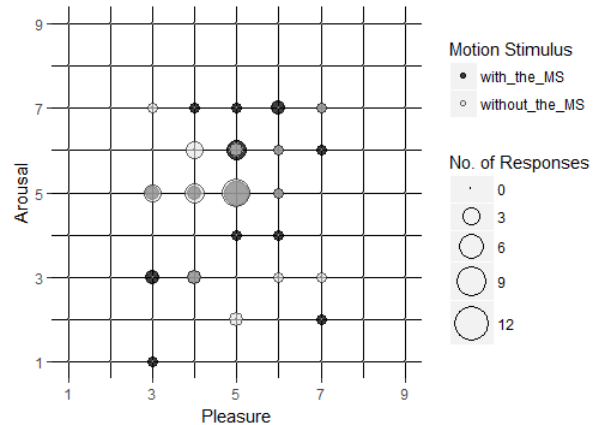 9
7
5
3
1
Arousal
1 3 5 7 9
Pleasure
Motion Stimulus
with_the_MS
without_the_MS
No. of Responses
0
3
6
9
12